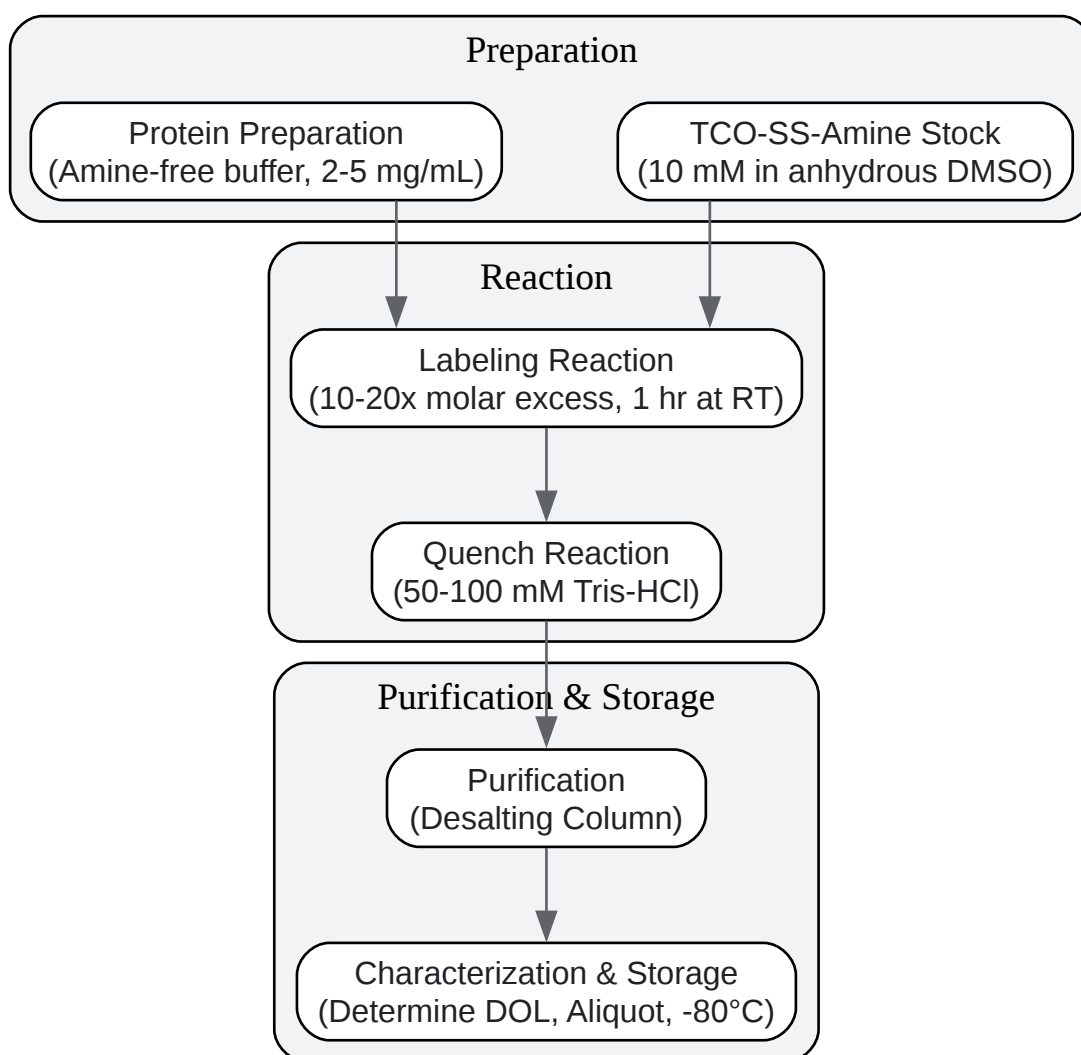 Preparation
Protein Preparation
(Amine-free buffer, 2-5 mg/mL)
TCO-SS-Amine Stock
(10 mM in anhydrous DMSO)
Reaction
Labeling Reaction
(10-20x molar excess, 1 hr at RT)
Quench Reaction
(50-100 mM Tris-HCl)
Purification & Storage
Purification
(Desalting Column)
Characterization & Storage
(Determine DOL, Aliquot, -80°C)